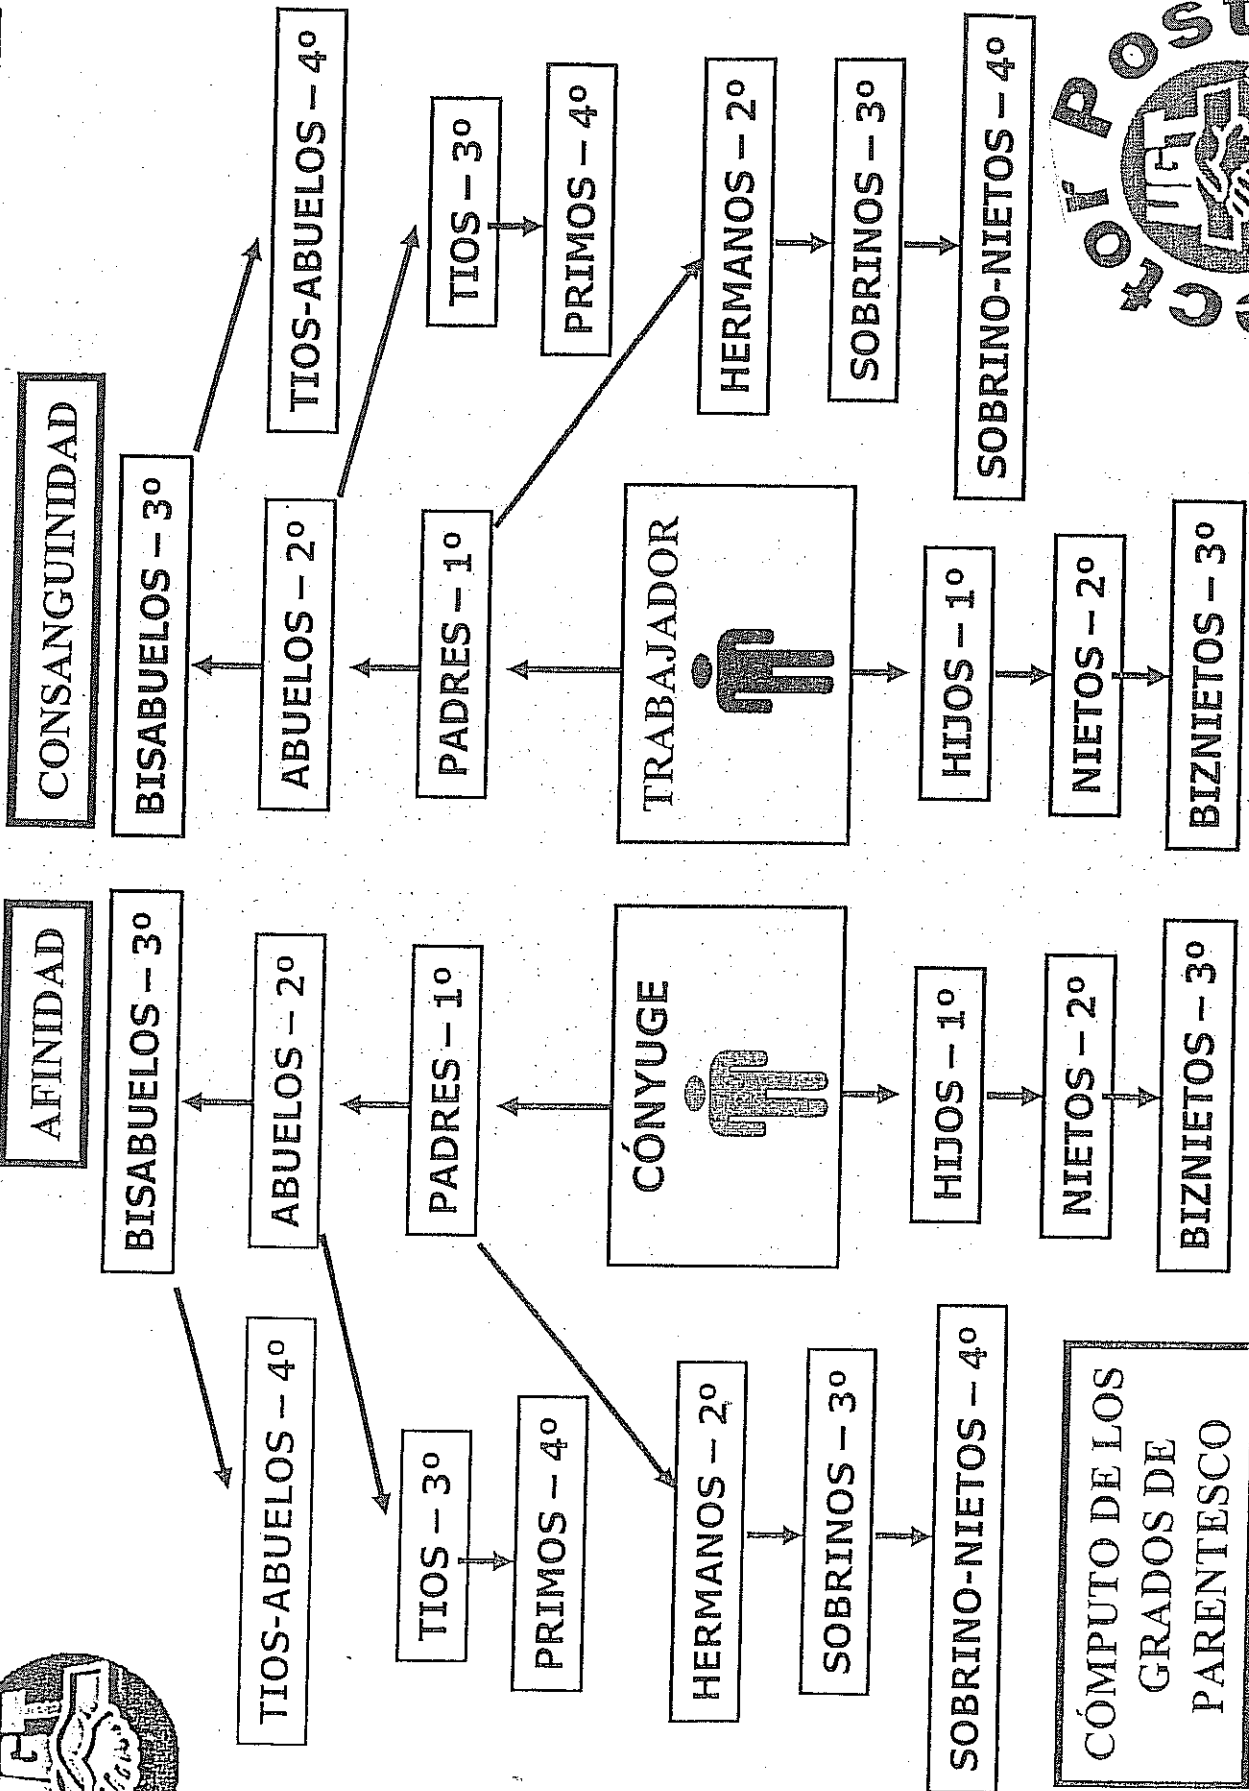 AFINIDAD
CONSANGUINIDAD
BISABUELOS – 3º
BISABUELOS – 3º
TIOS-ABUELOS – 4º
ABUELOS – 2º
ABUELOS – 2º
TIOS-ABUELOS – 4º
TIOS – 3º
PADRES – 1º
PADRES – 1º
TIOS – 3º
PRIMOS – 4º
PRIMOS – 4º
CÓNYUGE
TRABAJADOR
HERMANOS – 2º
HERMANOS – 2º
SOBRINOS – 3º
SOBRINOS – 3º
HIJOS – 1º
HIJOS – 1º
SOBRINO-NIETOS – 4º
SOBRINO-NIETOS – 4º
NIETOS – 2º
NIETOS – 2º
BIZNIETOS – 3º
BIZNIETOS – 3º
CÓMPUTO DE LOS
GRADOS DE
PARENTESCO
UGT